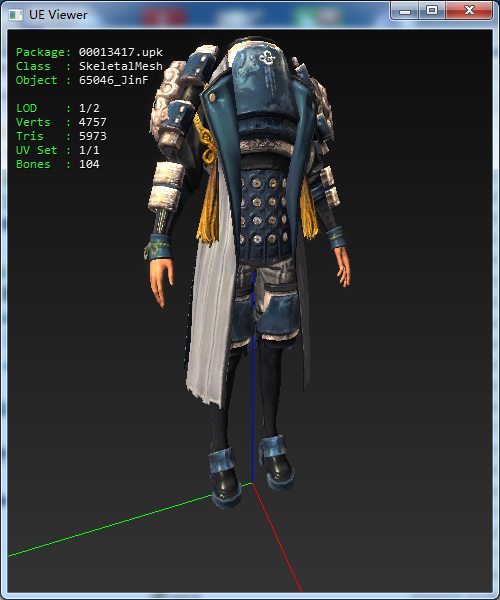 UE Viewer
Package: 00013417.upk
Class : SkeletalMesh
Object : 65046_JinF
LOD : 1/2
Verts : 4757
Tris : 5973
UV Set : 1/1
Bones : 104